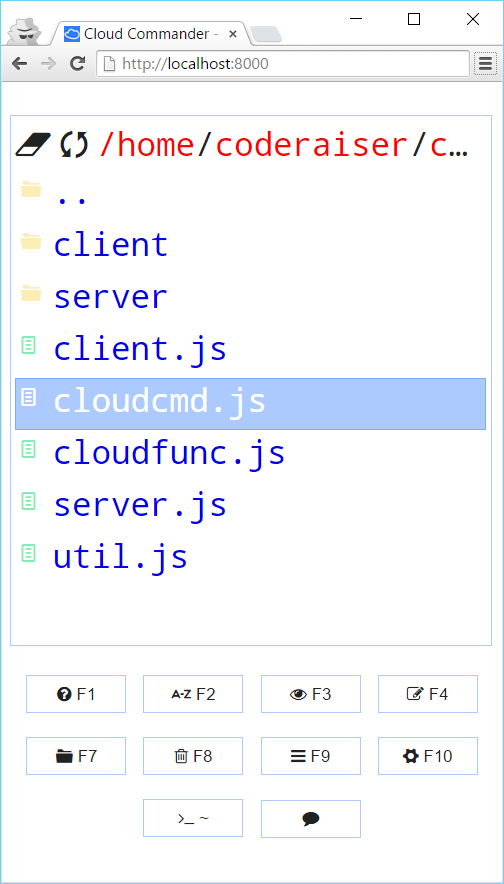 Cloud Commander -
http://localhost:8000
/home/coderaiser/c...
..
client
server
client.js
cloudcmd.js
cloudfunc.js
server.js
util.js
F1
A-Z F2
F3
F4
F7
F8
F9
F10
>_ ~